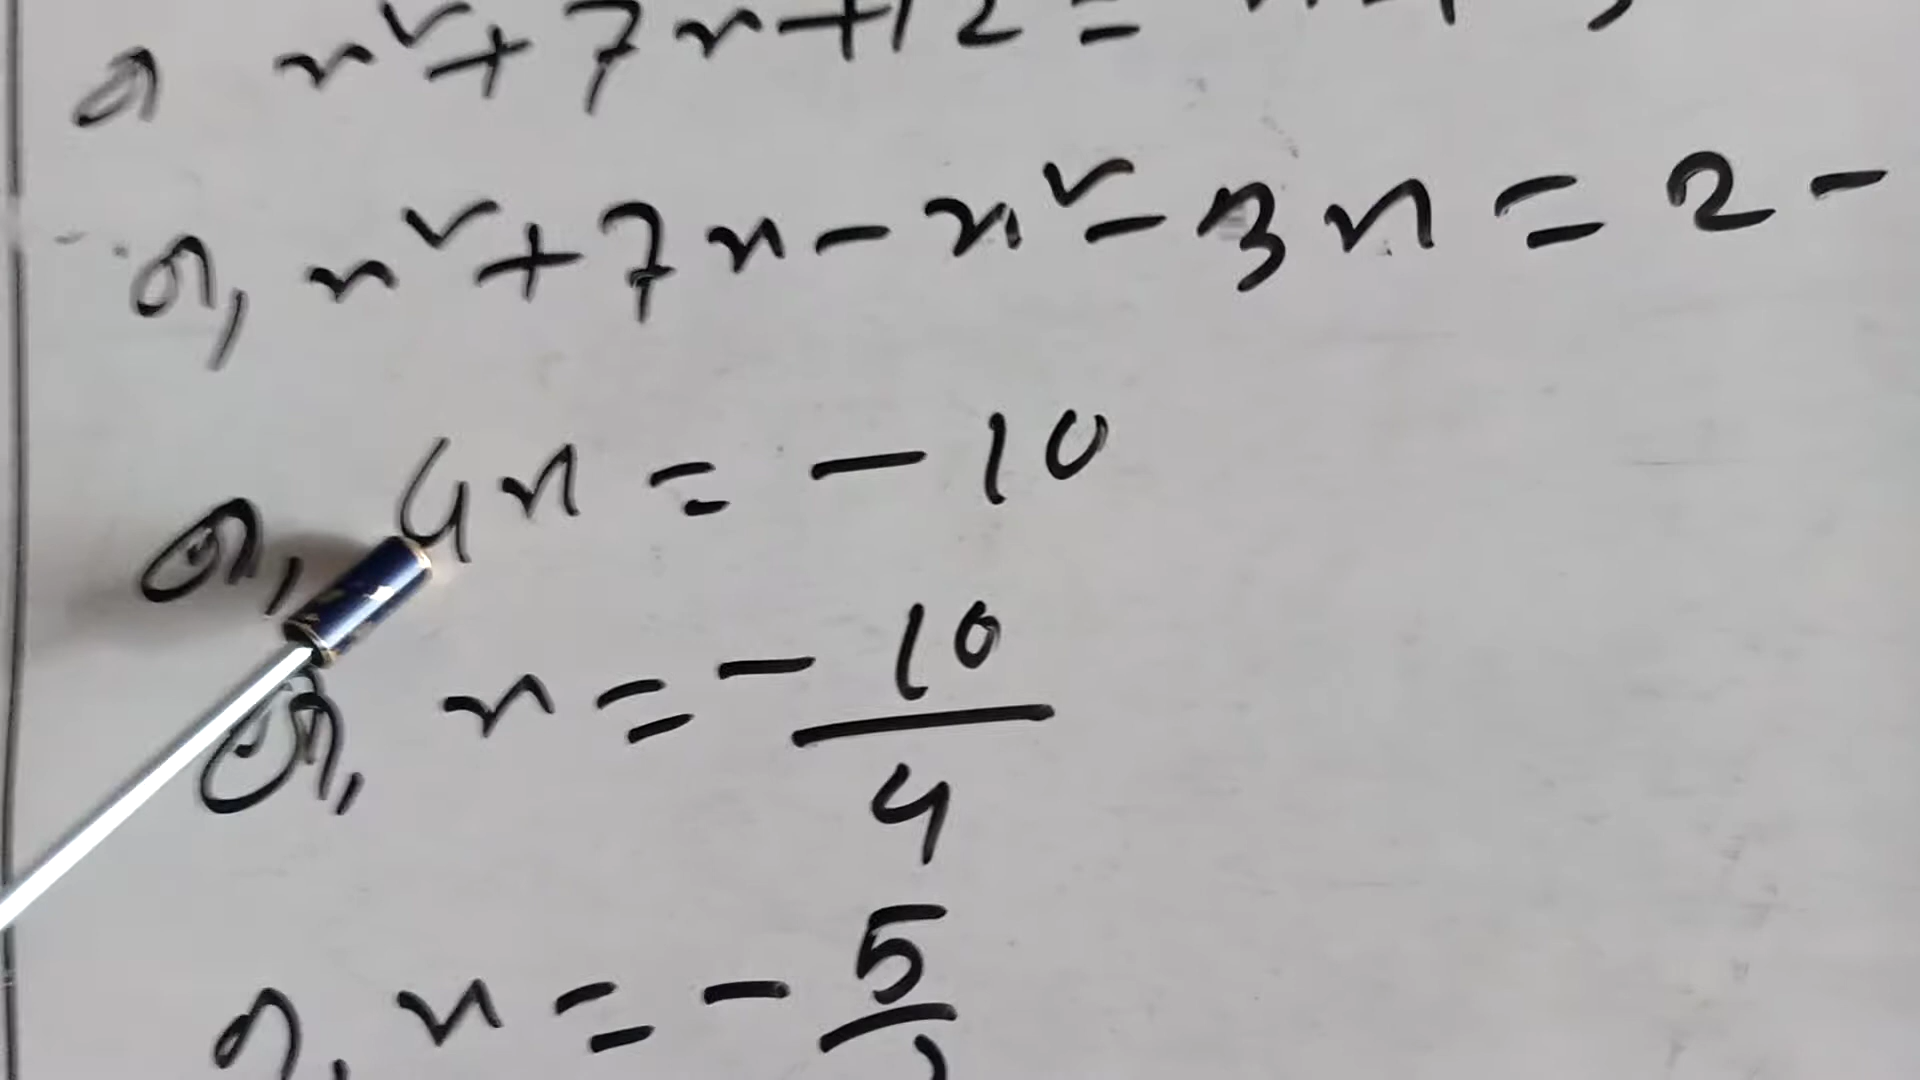 বা x² + 7x + 12 =
বা, x² + 7x - x² - 3x = 2 -
বা, 4x = - 10
বা, x = - 10/4
বা, x = - 5/